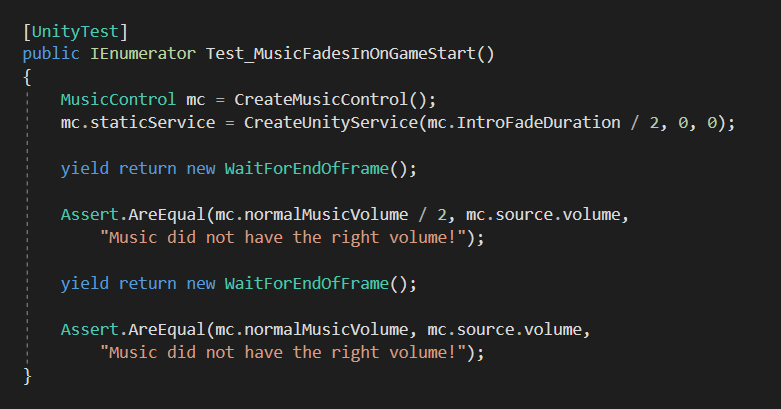 [UnityTest]
public IEnumerator Test_MusicFadesInOnGameStart()
{
    MusicControl mc = CreateMusicControl();
    mc.staticService = CreateUnityService(mc.IntroFadeDuration / 2, 0, 0);
    yield return new WaitForEndOfFrame();
    Assert.AreEqual(mc.normalMusicVolume / 2, mc.source.volume,
        "Music did not have the right volume!");
    yield return new WaitForEndOfFrame();
    Assert.AreEqual(mc.normalMusicVolume, mc.source.volume,
        "Music did not have the right volume!");
}